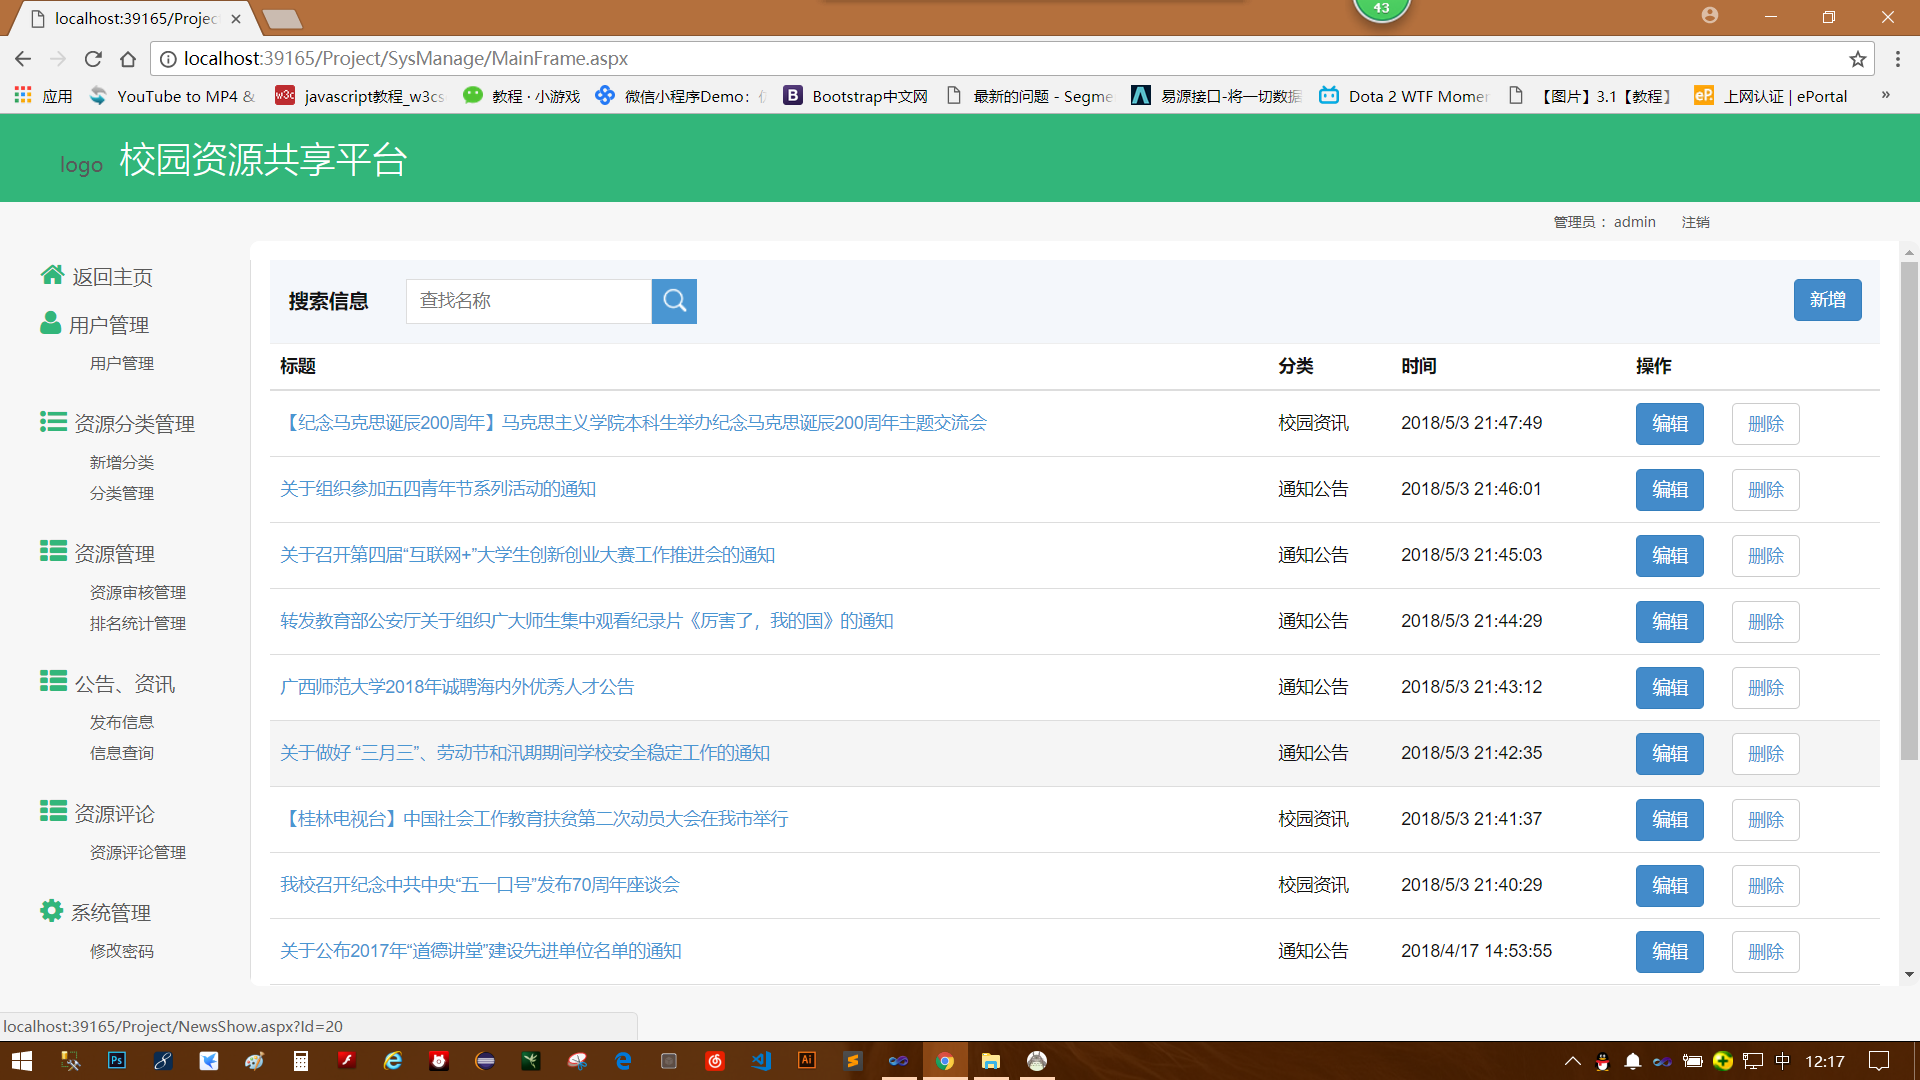 localhost:39165/Projec
43
localhost:39165/Project/SysManage/MainFrame.aspx
应用 YouTube to MP4 & javascript教程_w3cs 教程 · 小游戏 微信小程序Demo: Bootstrap中文网 最新的问题 - Segme 易源接口-将一切数据 Dota 2 WTF Momen 【图片】3.1【教程】 上网认证 | ePortal »
logo 校园资源共享平台
管理员： admin 注销
返回主页
用户管理
用户管理
资源分类管理
新增分类
分类管理
资源管理
资源审核管理
排名统计管理
公告、资讯
发布信息
信息查询
资源评论
资源评论管理
系统管理
修改密码
搜索信息 查找名称 新增
标题 分类 时间 操作
【纪念马克思诞辰200周年】马克思主义学院本科生举办纪念马克思诞辰200周年主题交流会 校园资讯 2018/5/3 21:47:49 编辑 删除
关于组织参加五四青年节系列活动的通知 通知公告 2018/5/3 21:46:01 编辑 删除
关于召开第四届“互联网+”大学生创新创业大赛工作推进会的通知 通知公告 2018/5/3 21:45:03 编辑 删除
转发教育部公安厅关于组织广大师生集中观看纪录片《厉害了，我的国》的通知 通知公告 2018/5/3 21:44:29 编辑 删除
广西师范大学2018年诚聘海内外优秀人才公告 通知公告 2018/5/3 21:43:12 编辑 删除
关于做好 “三月三”、劳动节和汛期期间学校安全稳定工作的通知 通知公告 2018/5/3 21:42:35 编辑 删除
【桂林电视台】中国社会工作教育扶贫第二次动员大会在我市举行 校园资讯 2018/5/3 21:41:37 编辑 删除
我校召开纪念中共中央“五一口号”发布70周年座谈会 校园资讯 2018/5/3 21:40:29 编辑 删除
关于公布2017年“道德讲堂”建设先进单位名单的通知 通知公告 2018/4/17 14:53:55 编辑 删除
localhost:39165/Project/NewsShow.aspx?Id=20
中 12:17